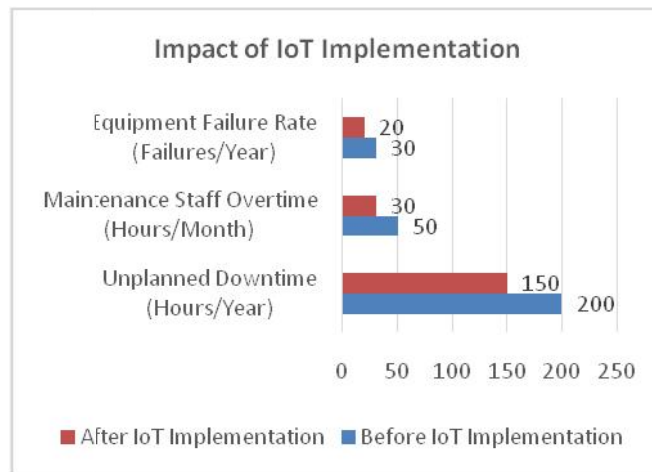 Impact of IoT Implementation
Equipment Failure Rate
(Failures/Year)
20
30
Maintenance Staff Overtime
(Hours/Month)
30
50
Unplanned Downtime
(Hours/Year)
150
200
0 50 100 150 200 250
After IoT Implementation Before IoT Implementation